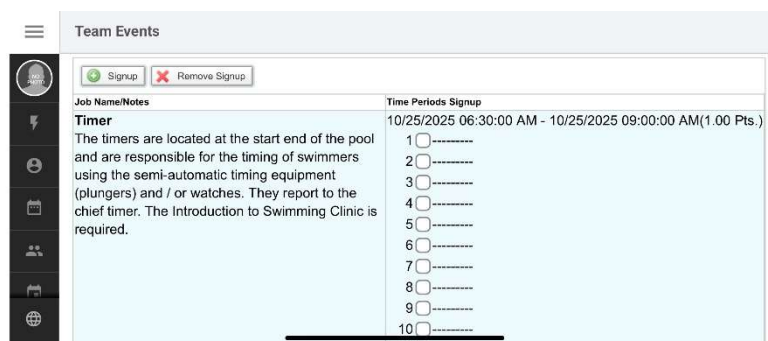 Team Events
NO
PHOTO
Signup
Remove Signup
Job Name/Notes
Time Periods Signup
Timer
The timers are located at the start end of the pool
and are responsible for the timing of swimmers
using the semi-automatic timing equipment
(plungers) and / or watches. They report to the
chief timer. The Introduction to Swimming Clinic is
required.
10/25/2025 06:30:00 AM - 10/25/2025 09:00:00 AM(1.00 Pts.)
1 ---------
2 ---------
3 ---------
4 ---------
5 ---------
6 ---------
7 ---------
8 ---------
9 ---------
10 ---------